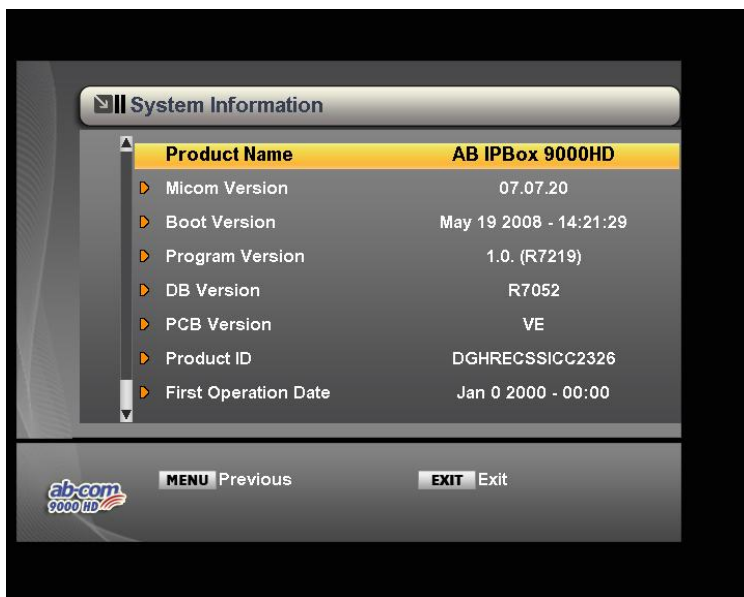 System Information
Product Name AB IPBox 9000HD
Micom Version 07.07.20
Boot Version May 19 2008 - 14:21:29
Program Version 1.0. (R7219)
DB Version R7052
PCB Version VE
Product ID DGHRECSSICC2326
First Operation Date Jan 0 2000 - 00:00
MENU Previous EXIT Exit
ab-com
9000 HD